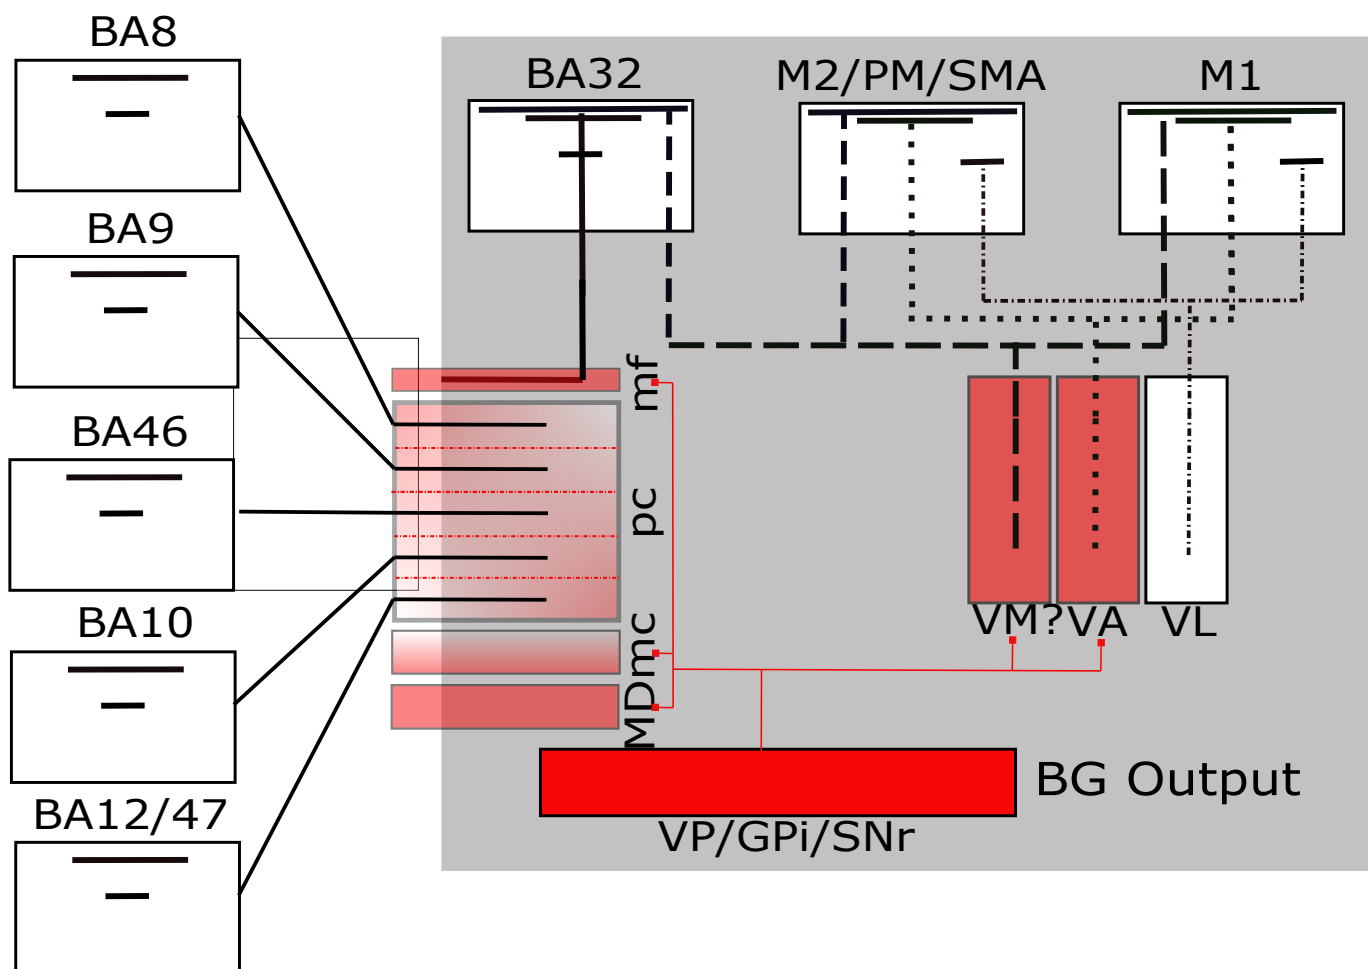 BA8
BA32
M2/PM/SMA
M1
BA9
BA46
BA10
BA12/47
mf
pc
MDmc
VM?
VA
VL
BG Output
VP/GPi/SNr